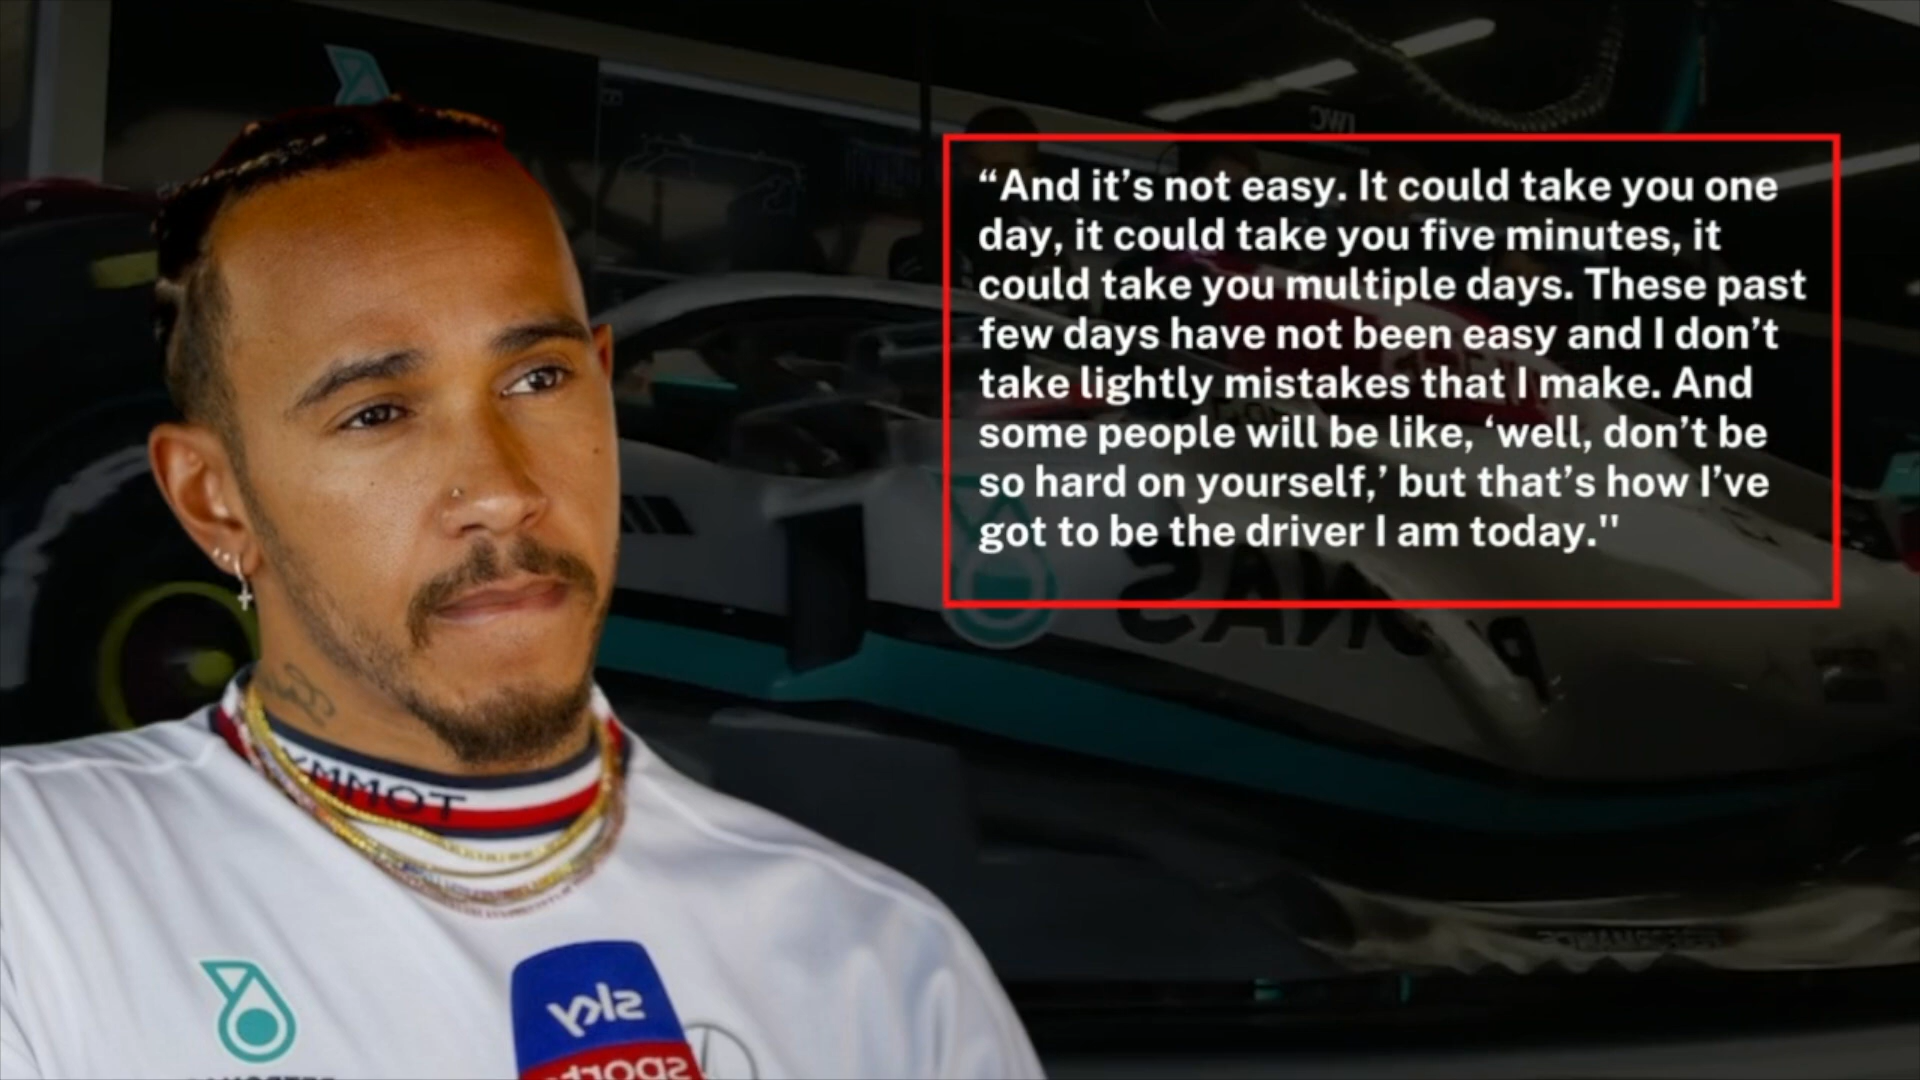 “And it’s not easy. It could take you one
day, it could take you five minutes, it
could take you multiple days. These past
few days have not been easy and I don’t
take lightly mistakes that I make. And
some people will be like, ‘well, don’t be
so hard on yourself,’ but that’s how I’ve
got to be the driver I am today."
IWC
TOMMY
sky
sports